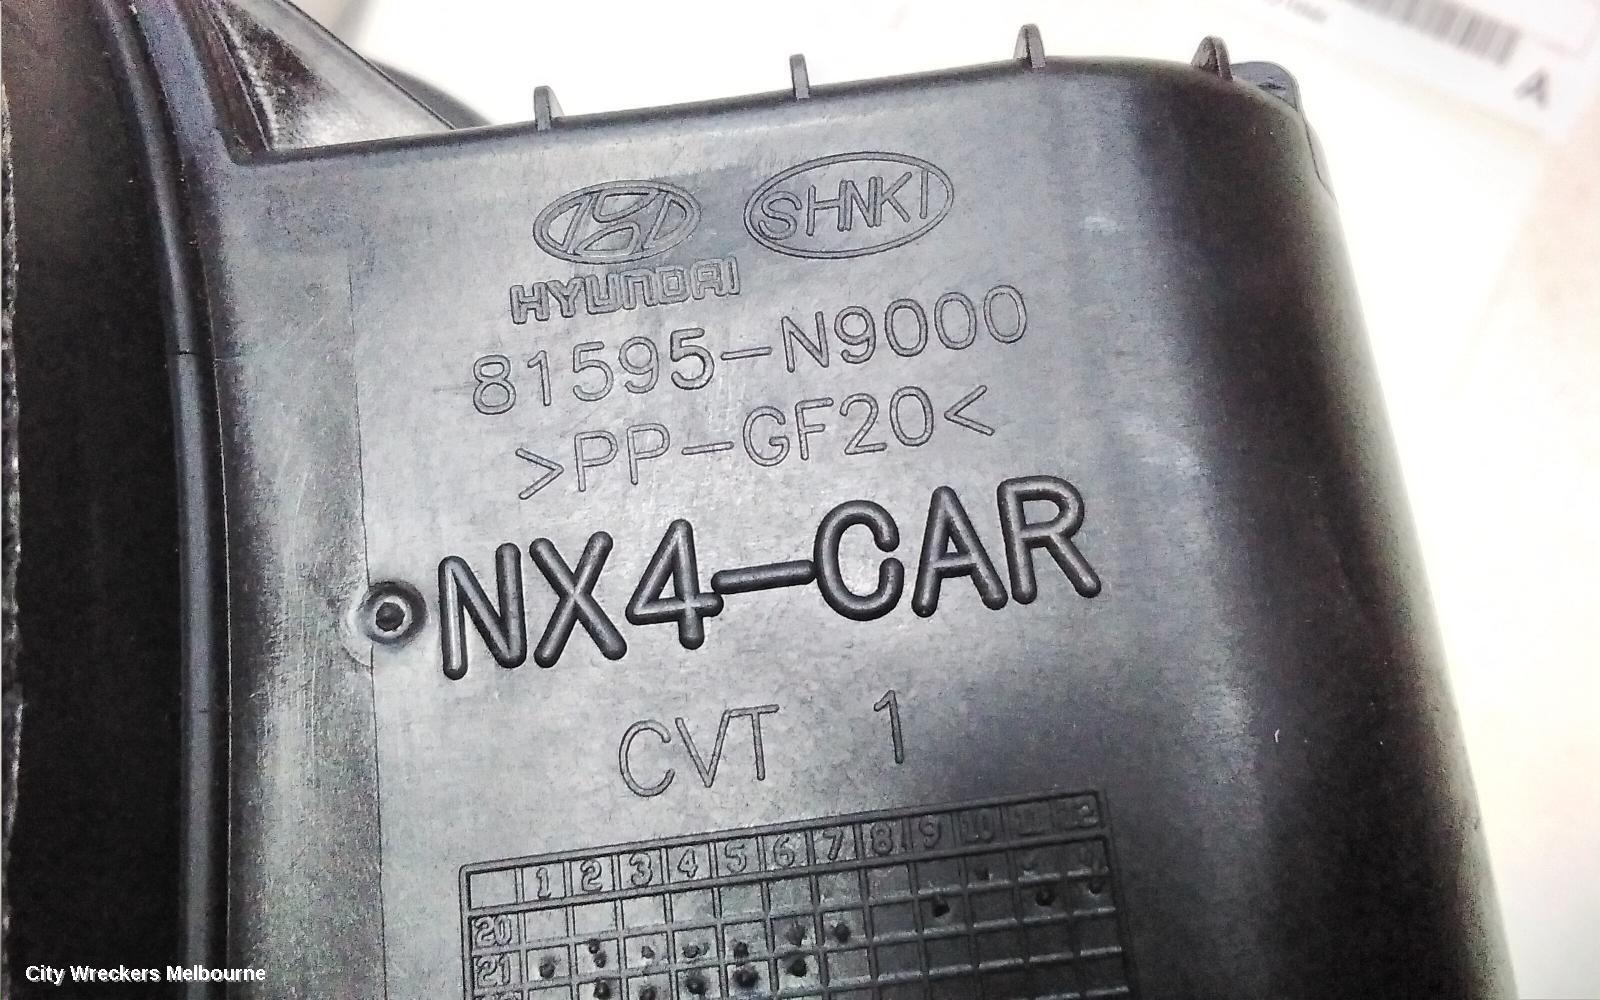 A
SHNKI
HYUNDAI
81595-N9000
>PP-GF20<
NX4-CAR
CVT 1
1 2 3 4 5 6 7 8 9 10 11 12
20
21
City Wreckers Melbourne